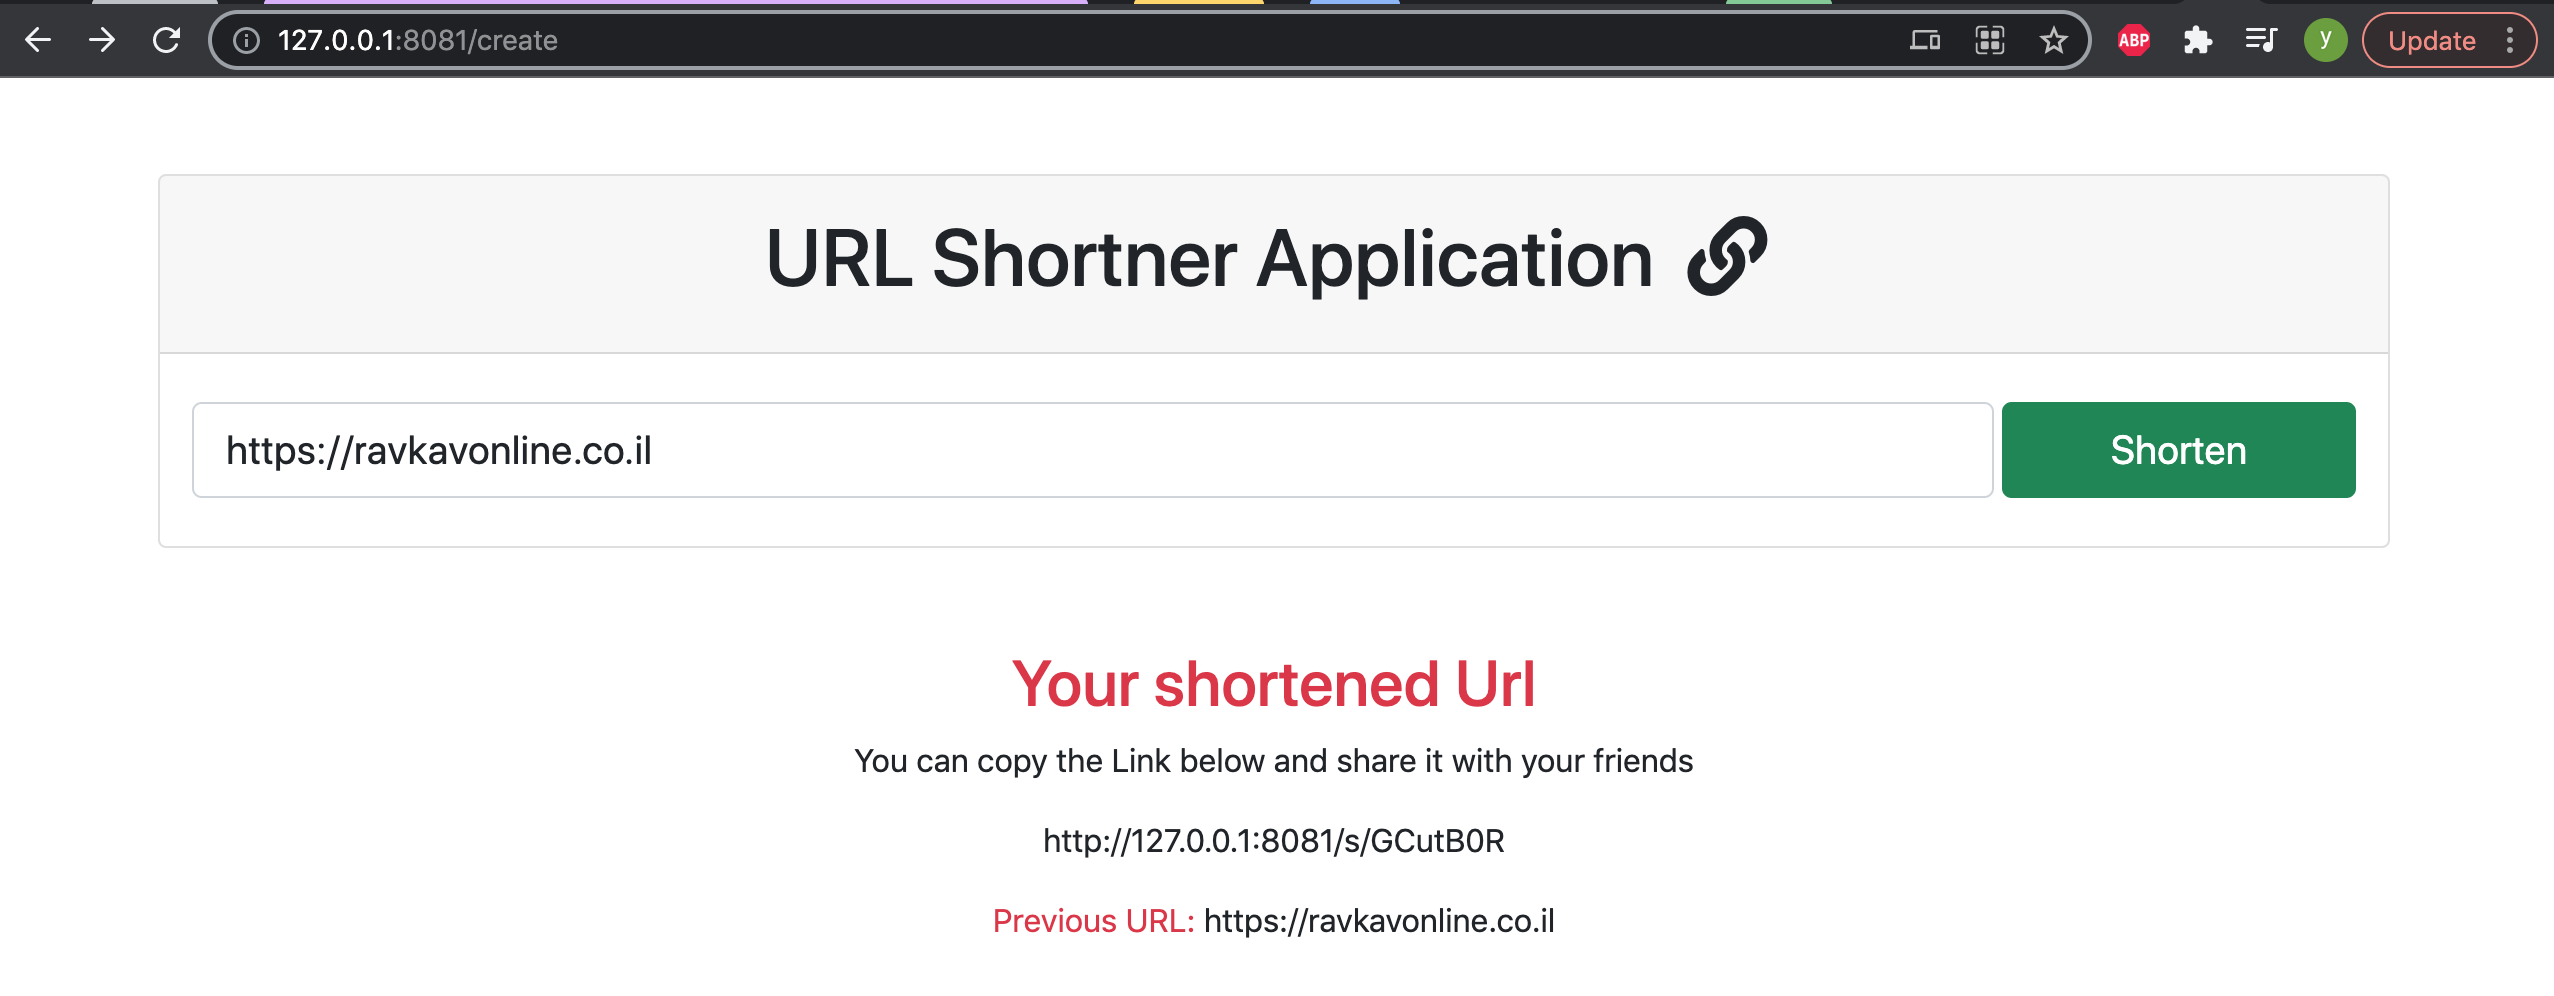 127.0.0.1:8081/create
ABP
y
Update
URL Shortner Application
https://ravkavonline.co.il
Shorten
Your shortened Url
You can copy the Link below and share it with your friends
http://127.0.0.1:8081/s/GCutB0R
Previous URL: https://ravkavonline.co.il